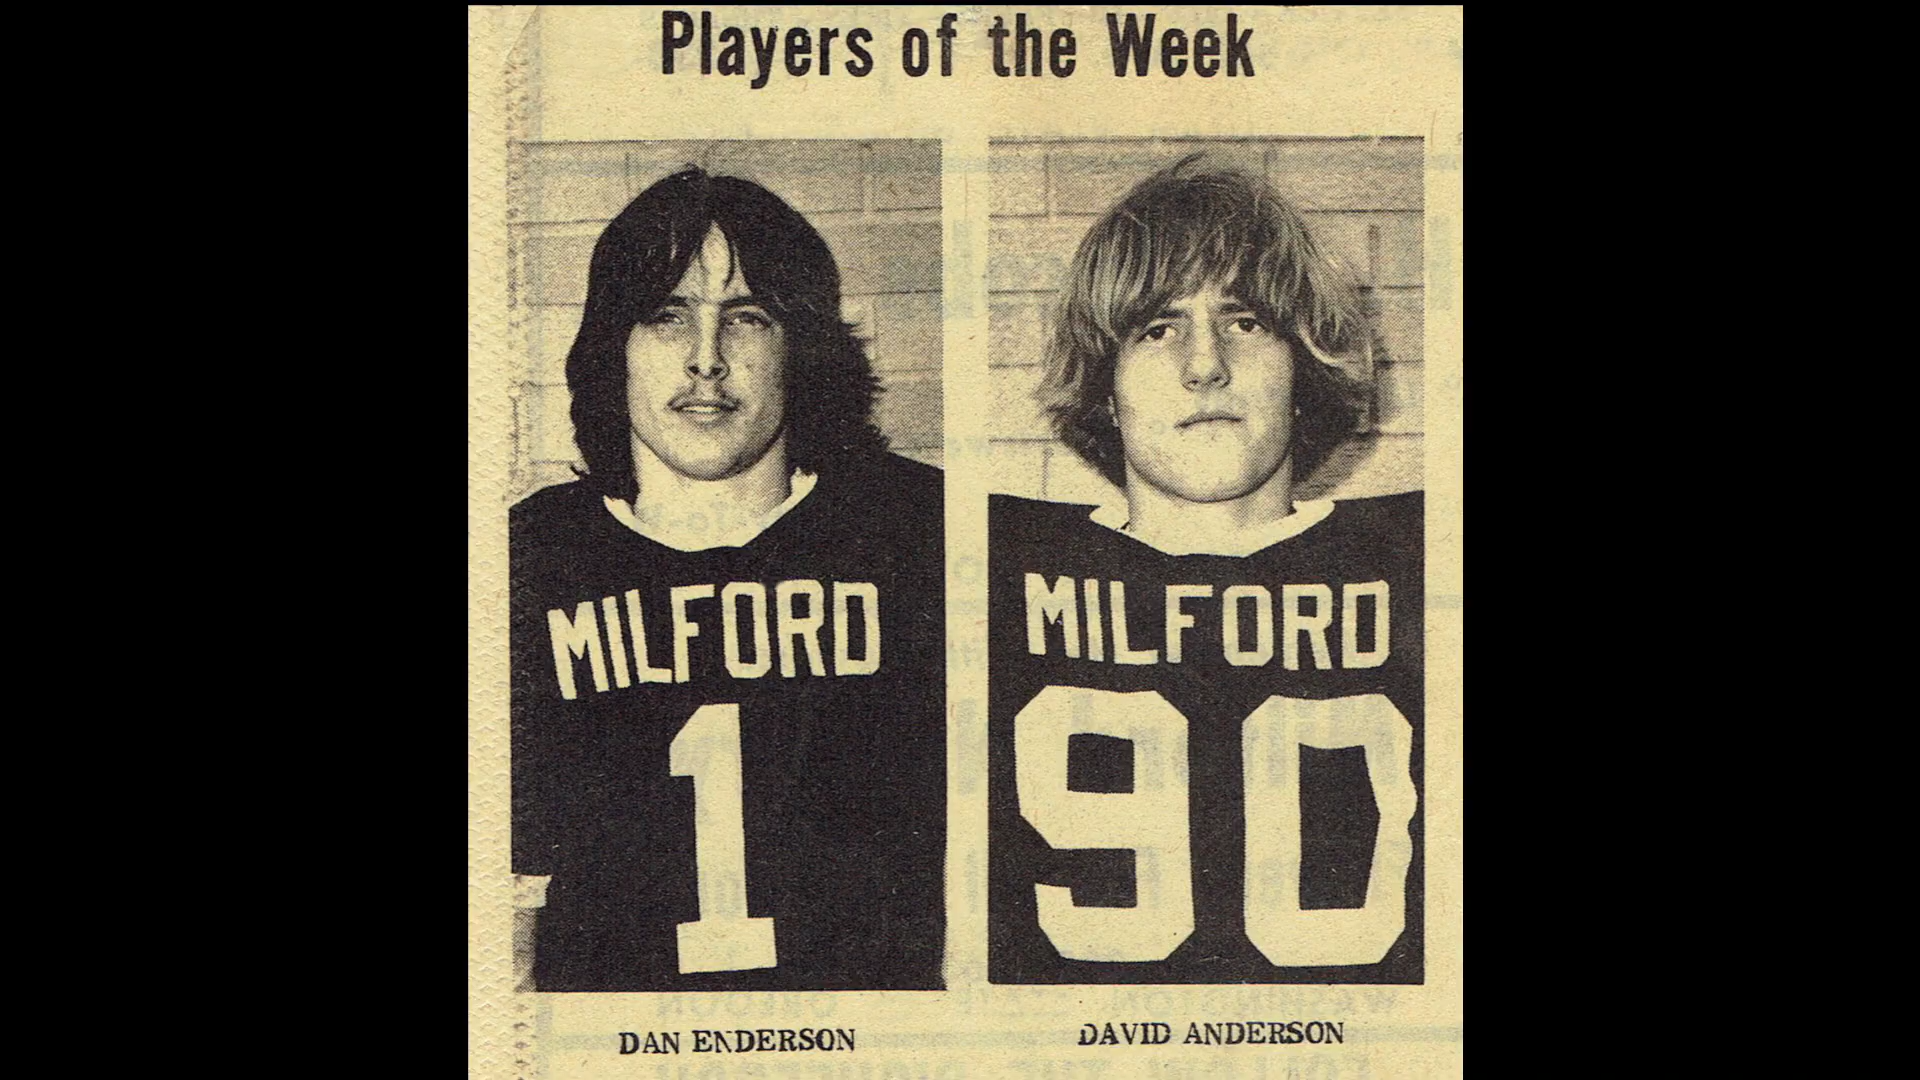 Players of the Week
MILFORD
1
MILFORD
90
DAN ENDERSON
DAVID ANDERSON